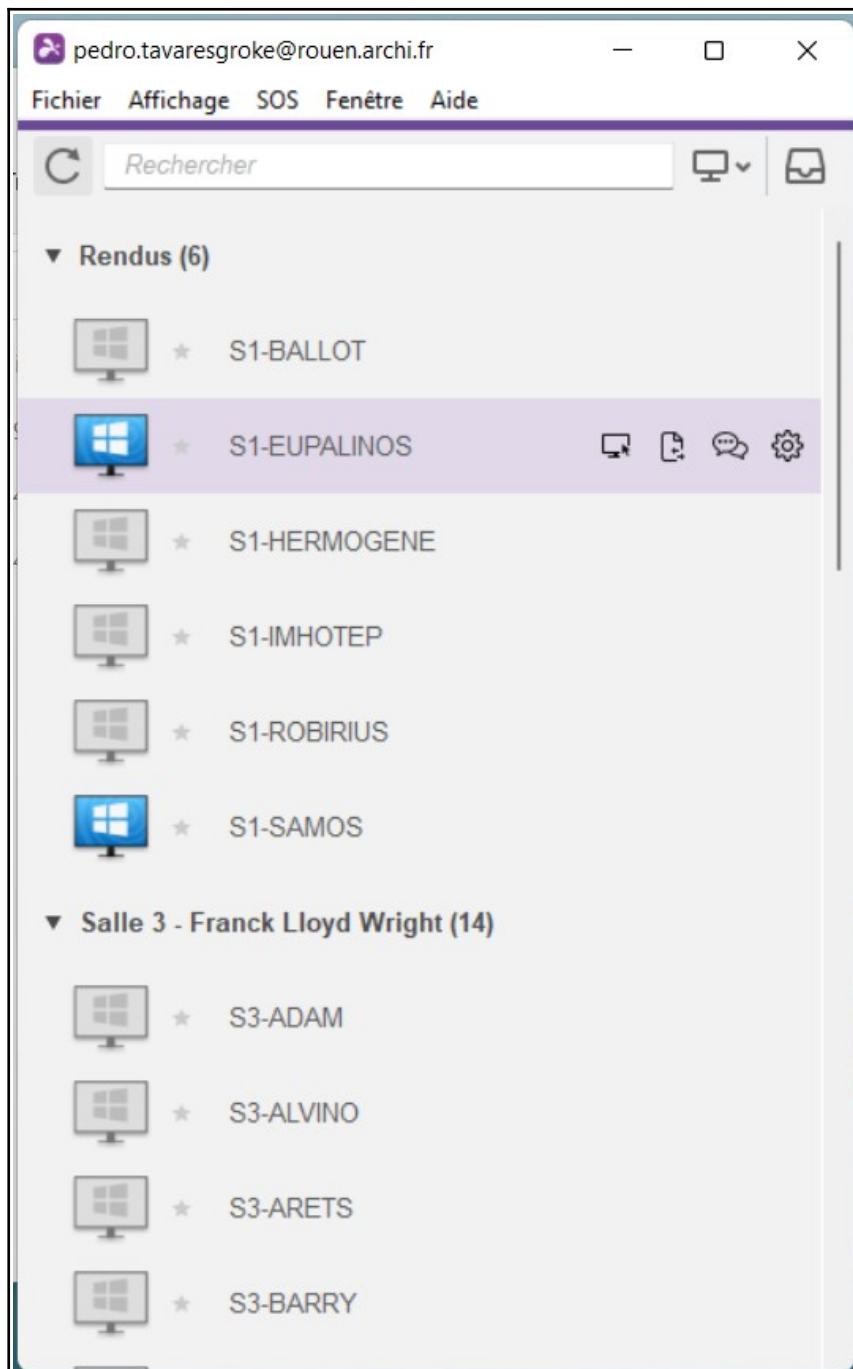 pedro.tavaresgroke@rouen.archi.fr
Fichier Affichage SOS Fenêtre Aide
Rechercher
Rendus (6)
S1-BALLOT
S1-EUPALINOS
S1-HERMOGENE
S1-IMHOTEP
S1-ROBIRIUS
S1-SAMOS
Salle 3 - Franck Lloyd Wright (14)
S3-ADAM
S3-ALVINO
S3-ARETS
S3-BARRY